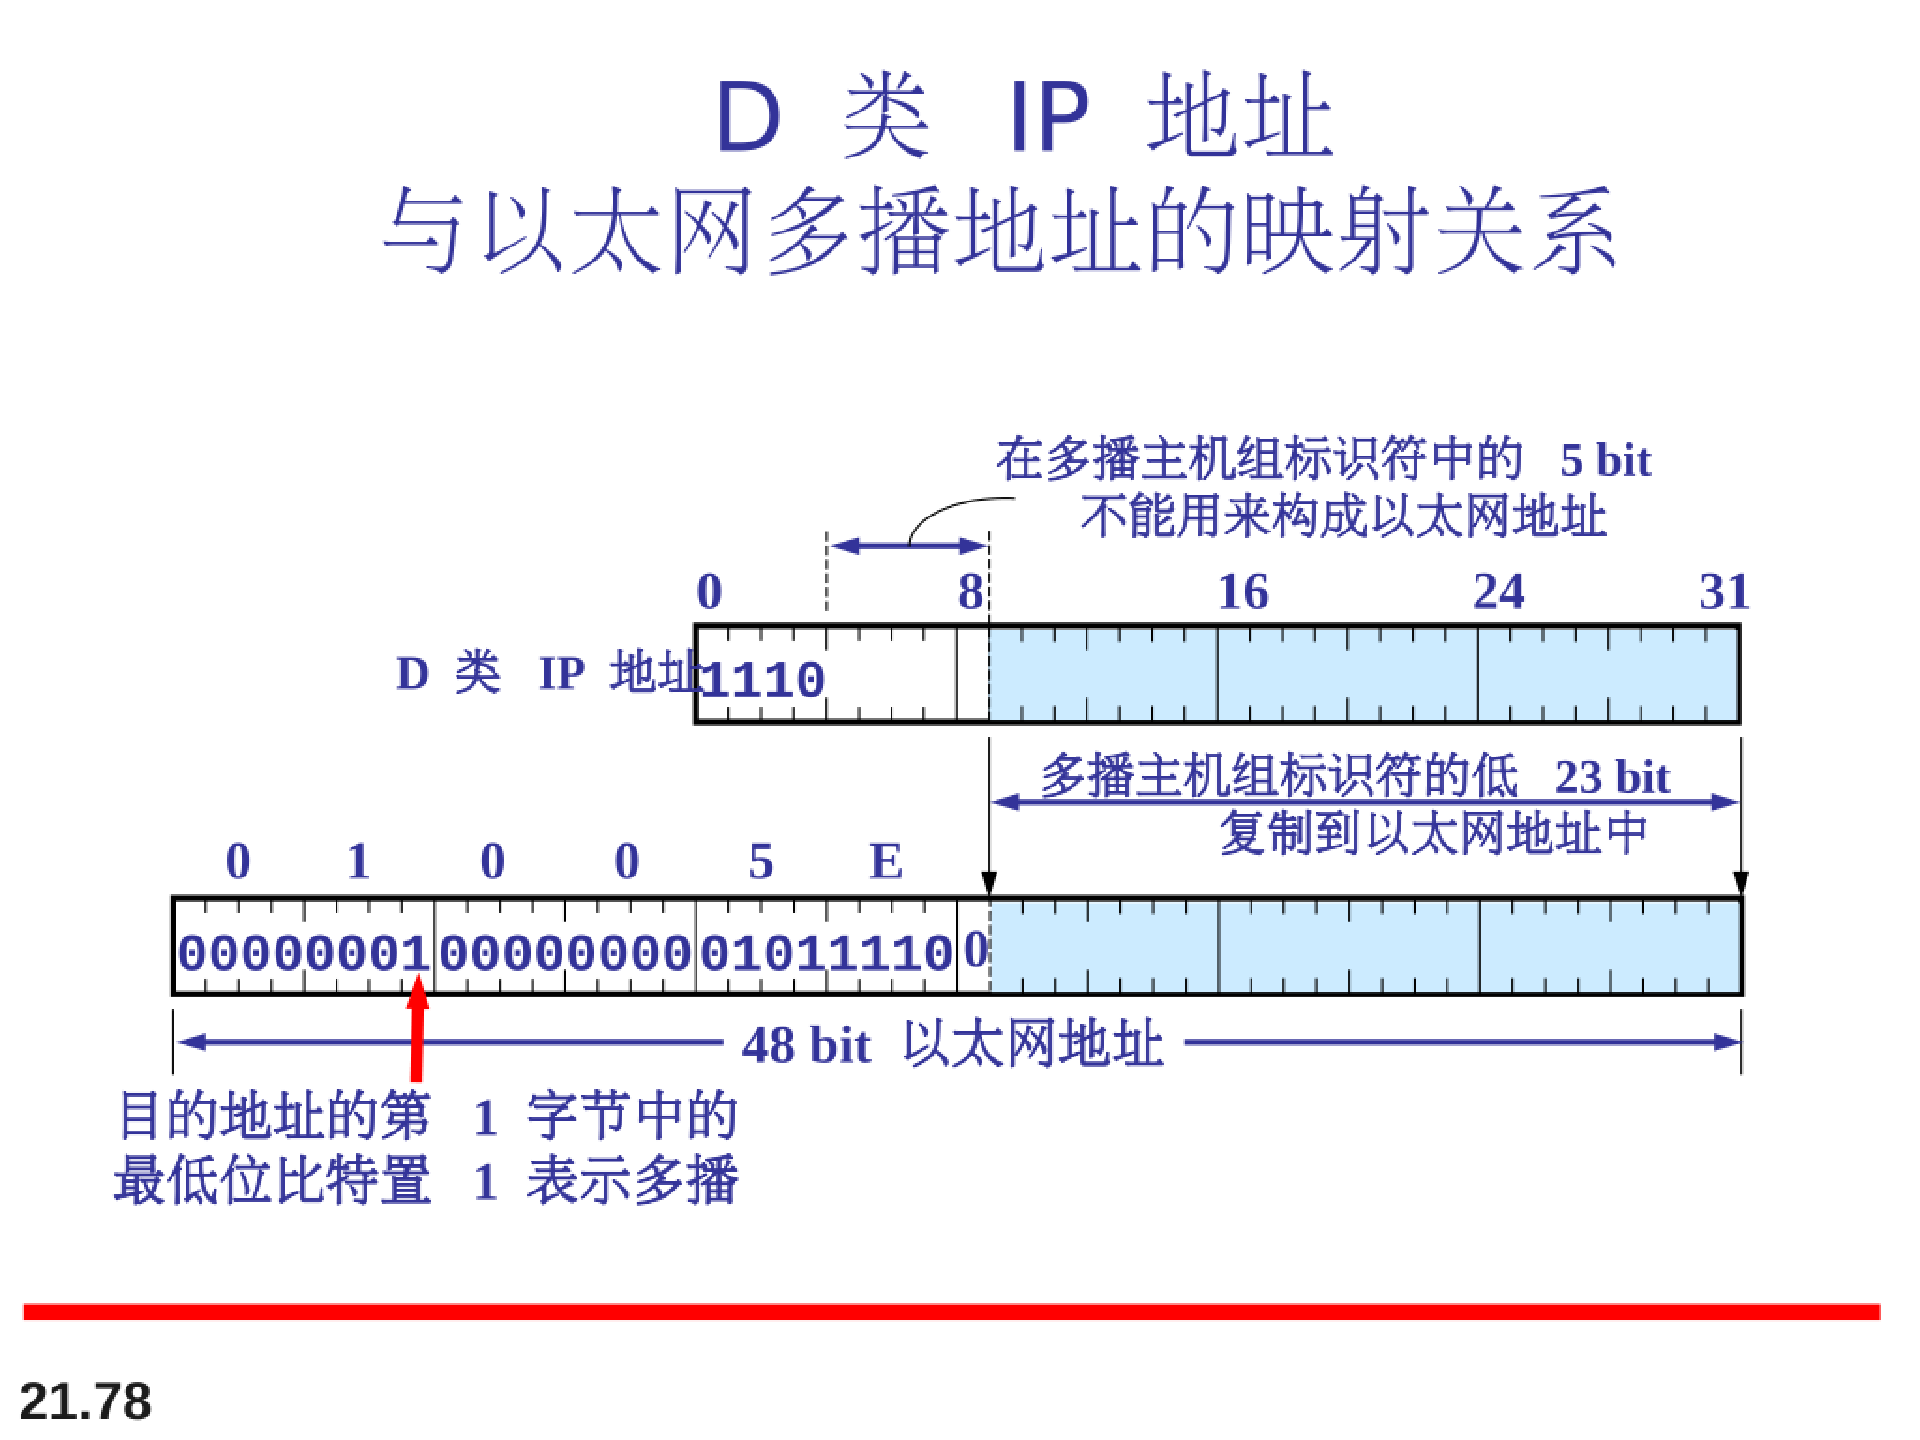 D 类 IP 地址
与以太网多播地址的映射关系
在多播主机组标识符中的 5 bit
不能用来构成以太网地址
0 8 16 24 31
D 类 IP 地址 1110
多播主机组标识符的低 23 bit
复制到以太网地址中
0 1 0 0 5 E
00000001 00000000 01011110 0
48 bit 以太网地址
目的地址的第 1 字节中的
最低位比特置 1 表示多播
21.78